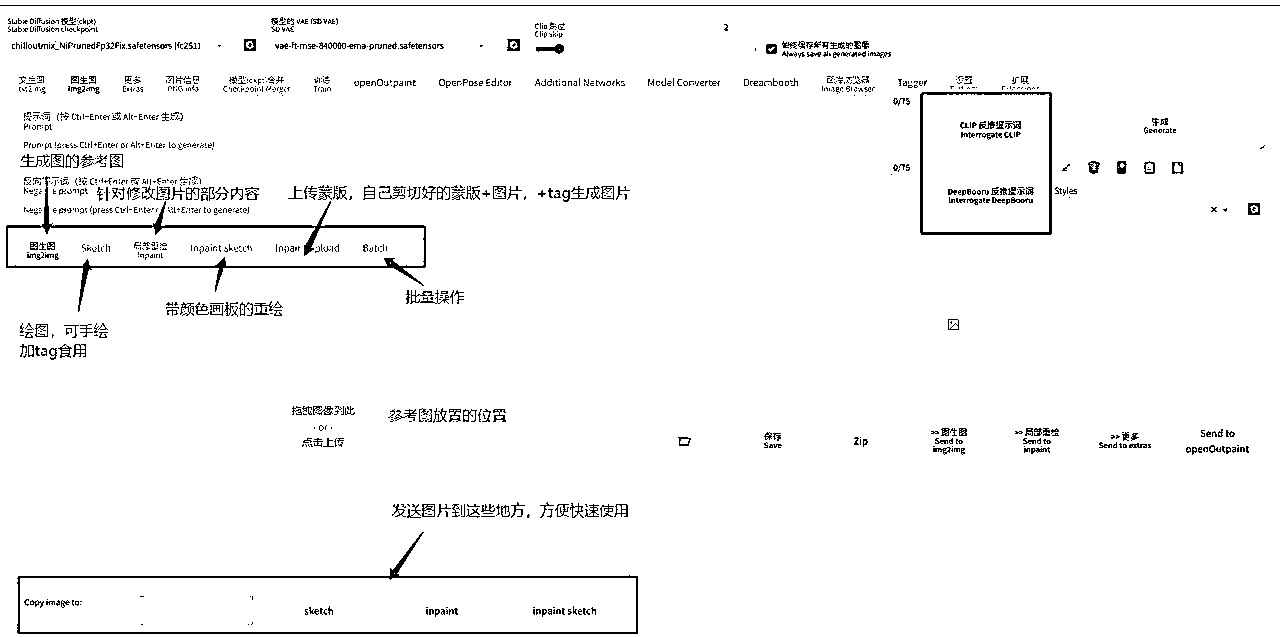 Stable Diffusion 模型(ckpt)
Stable Diffusion checkpoint
模型的 VAE (SD VAE)
SD VAE
Clip 跳过
Clip skip
2
chilloutmix_NiPrunedFp32Fix.safetensors [fc2511
vae-ft-mse-840000-ema-pruned.safetensors
始终保存所有生成的图像
Always save all generated images
文生图
txt2img
图生图
img2img
更多
Extras
图片信息
PNG Info
模型(ckpt)合并
Checkpoint Merger
训练
Train
openOutpaint
OpenPose Editor
Additional Networks
Model Converter
Dreambooth
Image Browser
Tagger
设置
扩展
0/75
提示词（按 Ctrl+Enter 或 Alt+Enter 生成）
Prompt
Prompt (press Ctrl+Enter or Alt+Enter to generate)
生成图的参考图
CLIP 反推提示词
Interrogate CLIP
生成
Generate
0/75
反向提示词（按 Ctrl+Enter 或 Alt+Enter 生成）
Negative prompt
针对修改图片的部分内容
上传蒙版，自己剪切好的蒙版+图片，+tag生成图片
DeepBooru 反推提示词
Interrogate DeepBooru
Styles
Negative prompt (press Ctrl+Enter or Alt+Enter to generate)
图生图
img2img
Sketch
局部重绘
Inpaint
Inpaint sketch
Inpaint upload
Batch
批量操作
带颜色画板的重绘
绘图，可手绘
加tag食用
拖拽图像到此
- or -
点击上传
参考图放置的位置
保存
Save
Zip
>> 图生图
Send to
img2img
>> 局部重绘
Send to
inpaint
>> 更多
Send to extras
Send to
openOutpaint
发送图片到这些地方，方便快速使用
Copy image to:
sketch
inpaint
inpaint sketch